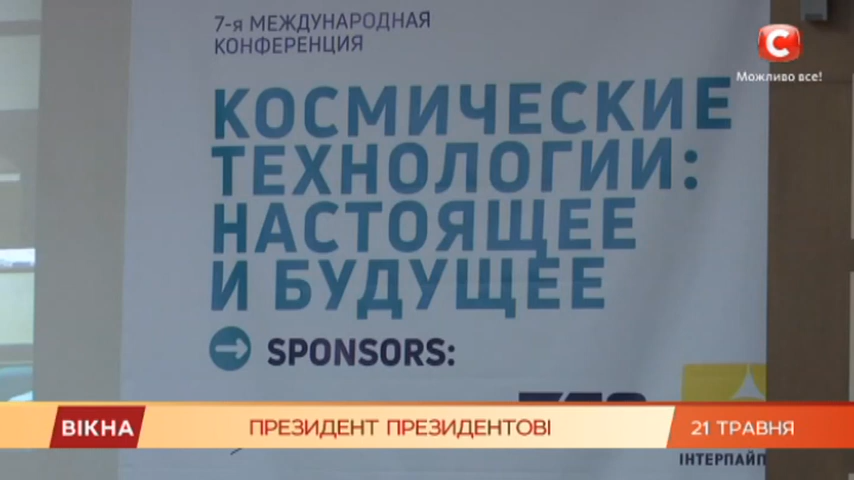 7-я МЕЖДУНАРОДНАЯ
КОНФЕРЕНЦИЯ
С
Можливо все!
КОСМИЧЕСКИЕ
ТЕХНОЛОГИИ:
НАСТОЯЩЕЕ
И БУДУЩЕЕ
SPONSORS:
ВІКНА
ПРЕЗИДЕНТ ПРЕЗИДЕНТОВІ
21 ТРАВНЯ
ІНТЕРПАЙП